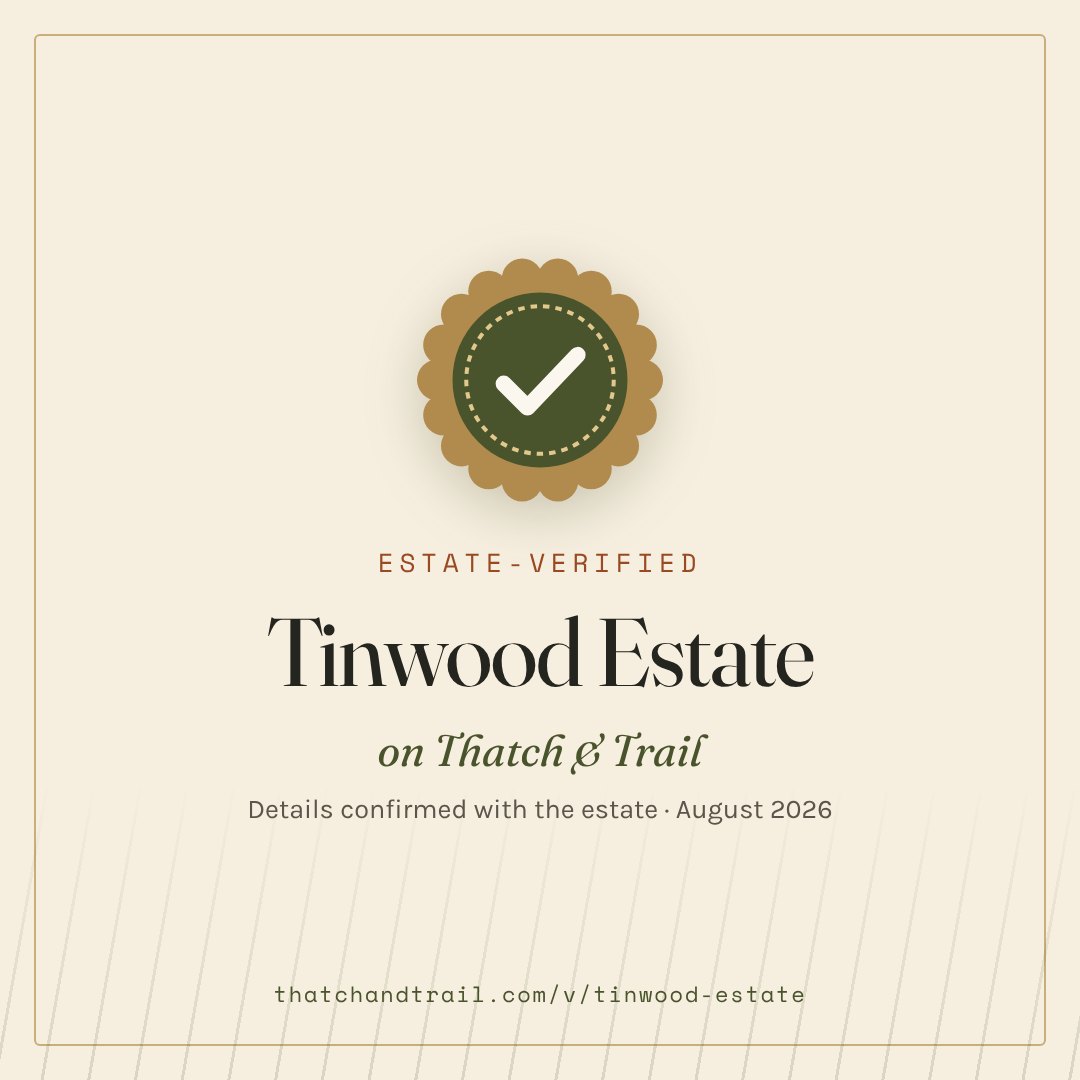 ESTATE-VERIFIED
Tinwood Estate
on Thatch & Trail
Details confirmed with the estate · August 2026
thatchandtrail.com/v/tinwood-estate